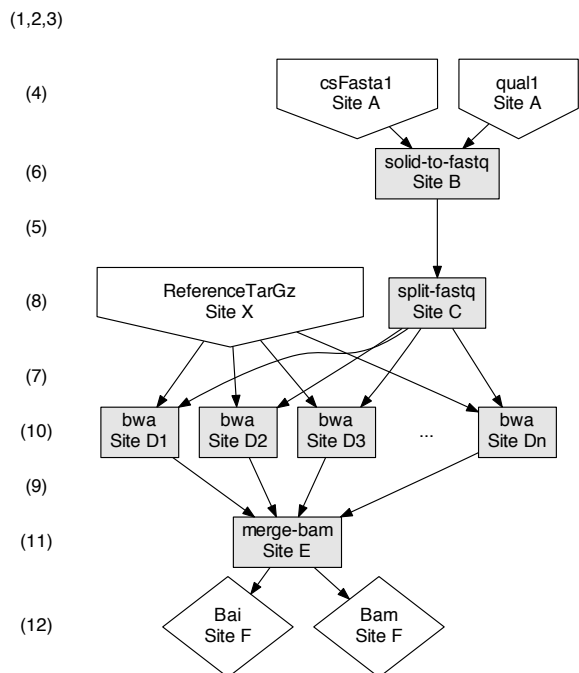 (1,2,3)
(4)
csFasta1
Site A
qual1
Site A
(6)
solid-to-fastq
Site B
(5)
(8)
ReferenceTarGz
Site X
split-fastq
Site C
(7)
(10)
bwa
Site D1
bwa
Site D2
bwa
Site D3
...
bwa
Site Dn
(9)
(11)
merge-bam
Site E
(12)
Bai
Site F
Bam
Site F